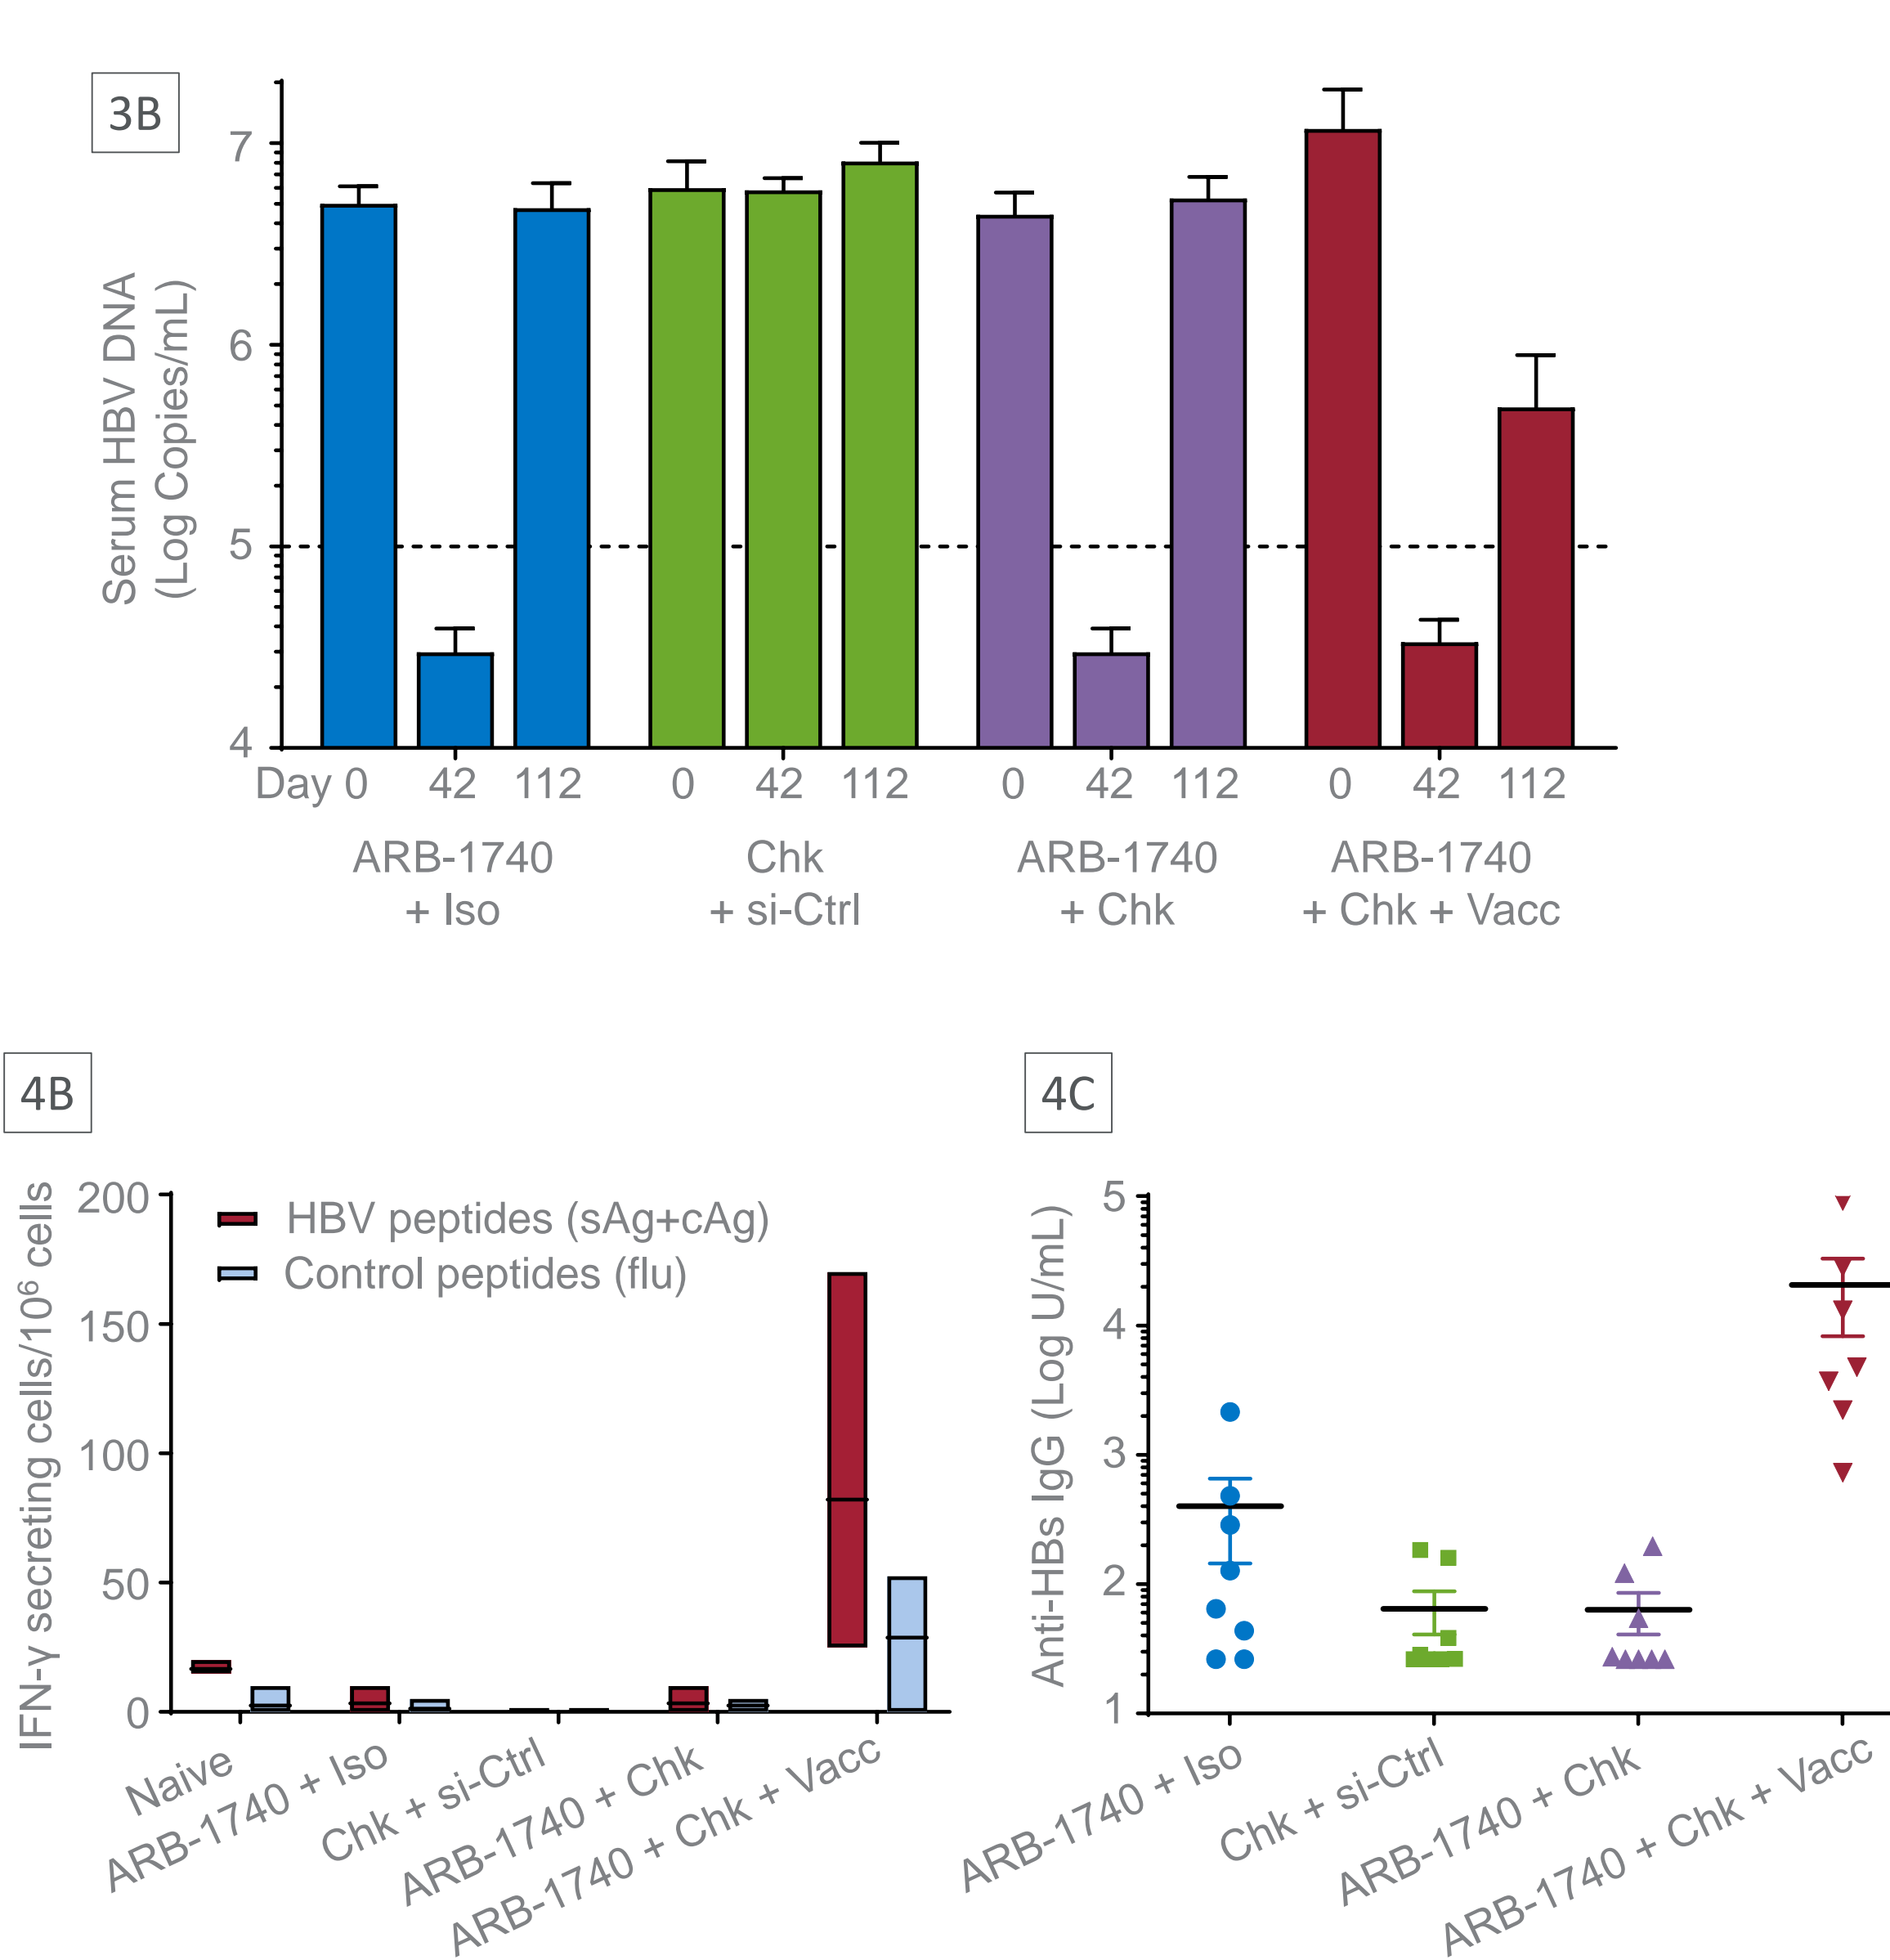 3B
Serum HBV DNA
(Log Copies/mL)
7
6
5
4
Day 0 42 112 0 42 112 0 42 112 0 42 112
ARB-1740
+ Iso
Chk
+ si-Ctrl
ARB-1740
+ Chk
ARB-1740
+ Chk + Vacc
4B
IFN-γ secreting cells/10⁶ cells
200
150
100
50
0
HBV peptides (sAg+cAg)
Control peptides (flu)
Naive
ARB-1740 + Iso
Chk + si-Ctrl
ARB-1740 + Chk
ARB-1740 + Chk + Vacc
4C
Anti-HBs IgG (Log U/mL)
5
4
3
2
1
ARB-1740 + Iso
Chk + si-Ctrl
ARB-1740 + Chk
ARB-1740 + Chk + Vacc